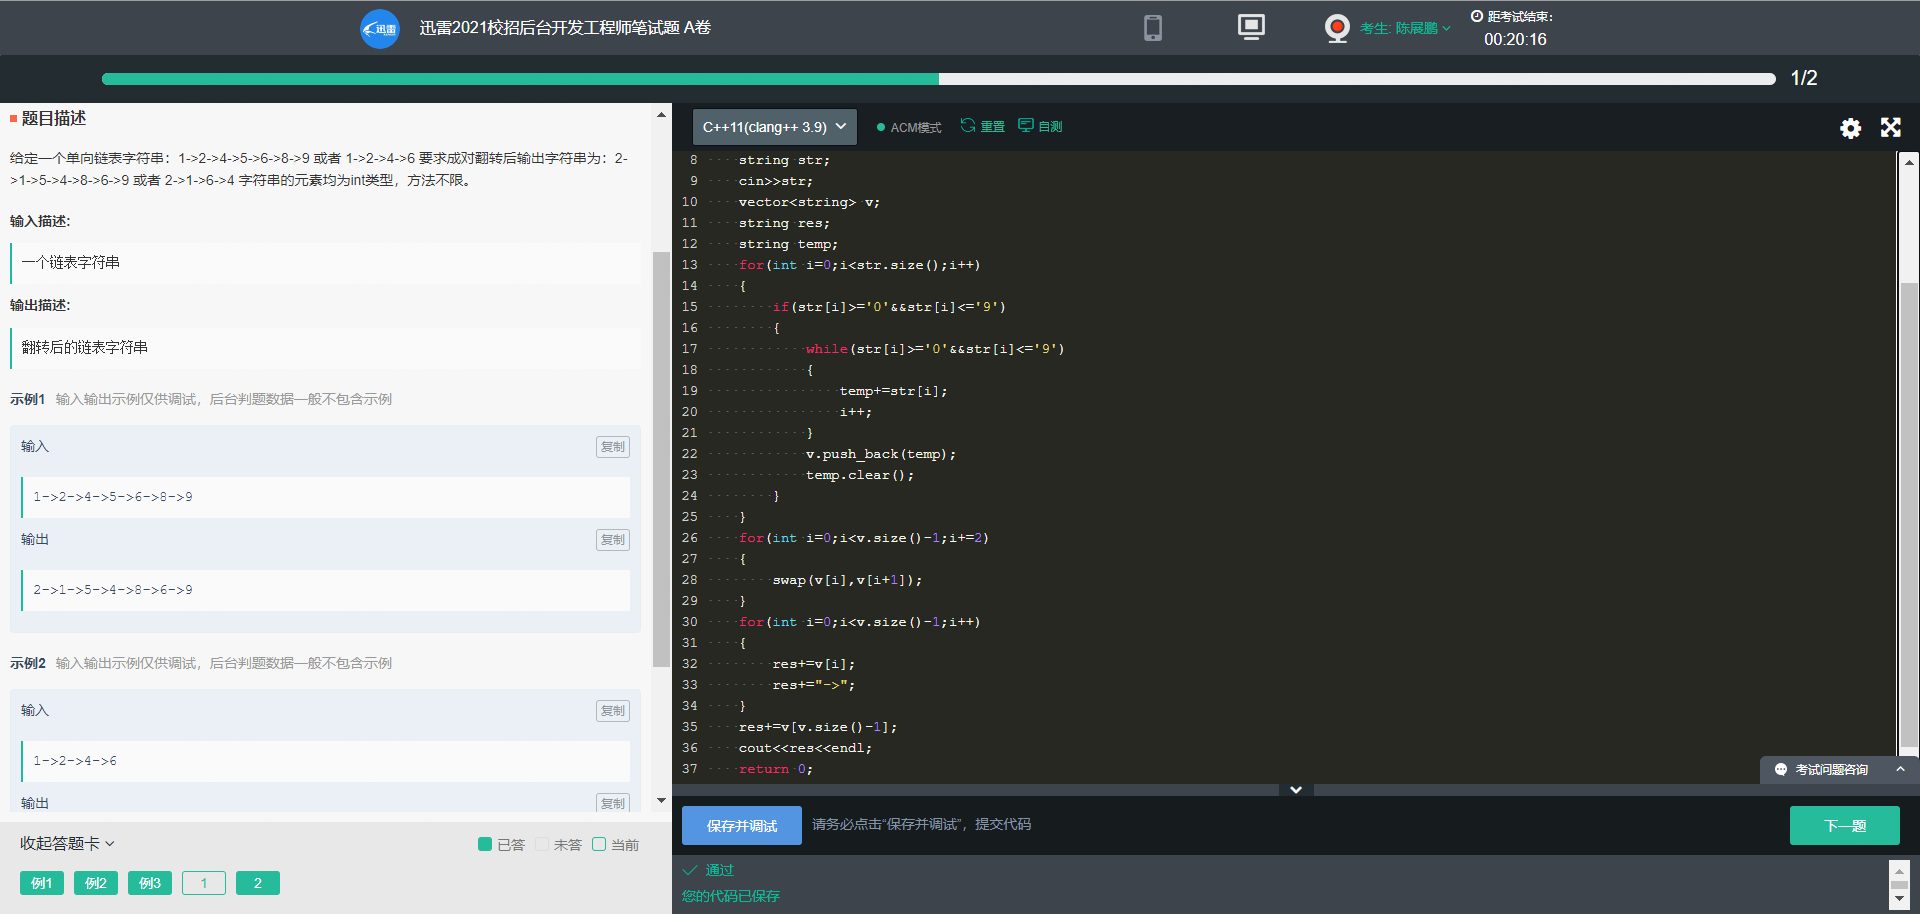 迅雷
迅雷2021校招后台开发工程师笔试题 A卷
考生: 陈展鹏
距考试结束:
00:20:16
1/2
题目描述
给定一个单向链表字符串：1->2->4->5->6->8->9 或者 1->2->4->6 要求成对翻转后输出字符串为：2-
>1->5->4->8->6->9 或者 2->1->6->4 字符串的元素均为int类型，方法不限。
输入描述:
一个链表字符串
输出描述:
翻转后的链表字符串
示例1 输入输出示例仅供调试，后台判题数据一般不包含示例
输入
复制
1->2->4->5->6->8->9
输出
复制
2->1->5->4->8->6->9
示例2 输入输出示例仅供调试，后台判题数据一般不包含示例
输入
复制
1->2->4->6
输出
复制
收起答题卡
已答 未答 当前
例1 例2 例3 1 2
C++11(clang++ 3.9) ACM模式 重置 自测
8 string str;
9 cin>>str;
10 vector<string> v;
11 string res;
12 string temp;
13 for(int i=0;i<str.size();i++)
14 {
15 if(str[i]>='0'&&str[i]<='9')
16 {
17 while(str[i]>='0'&&str[i]<='9')
18 {
19 temp+=str[i];
20 i++;
21 }
22 v.push_back(temp);
23 temp.clear();
24 }
25 }
26 for(int i=0;i<v.size()-1;i+=2)
27 {
28 swap(v[i],v[i+1]);
29 }
30 for(int i=0;i<v.size()-1;i++)
31 {
32 res+=v[i];
33 res+="->";
34 }
35 res+=v[v.size()-1];
36 cout<<res<<endl;
37 return 0;
考试问题咨询
保存并调试 请务必点击“保存并调试”，提交代码
下一题
通过
您的代码已保存